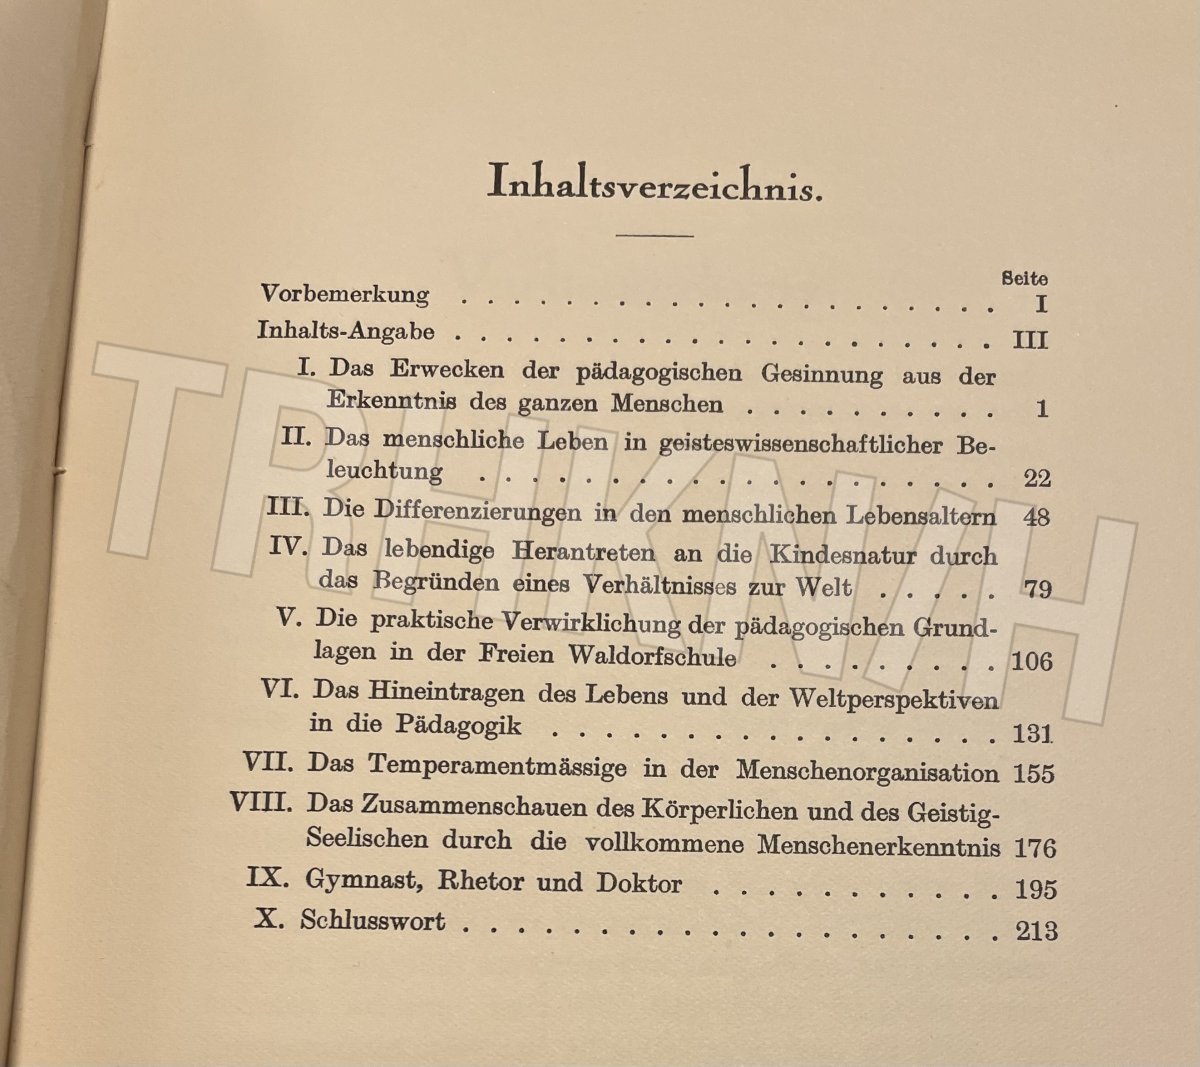 Inhaltsverzeichnis.
Seite
Vorbemerkung . . . . . . . . . . . . . . . . . . . . . I
Inhalts-Angabe . . . . . . . . . . . . . . . . . . . . . III
I. Das Erwecken der pädagogischen Gesinnung aus der
Erkenntnis des ganzen Menschen . . . . . . . . . . 1
II. Das menschliche Leben in geisteswissenschaftlicher Be-
leuchtung . . . . . . . . . . . . . . . . . . . . 22
III. Die Differenzierungen in den menschlichen Lebensaltern 48
IV. Das lebendige Herantreten an die Kindesnatur durch
das Begründen eines Verhältnisses zur Welt . . . . . 79
V. Die praktische Verwirklichung der pädagogischen Grund-
lagen in der Freien Waldorfschule . . . . . . . . . 106
VI. Das Hineintragen des Lebens und der Weltperspektiven
in die Pädagogik . . . . . . . . . . . . . . . . . 131
VII. Das Temperamentmässige in der Menschenorganisation 155
VIII. Das Zusammenschauen des Körperlichen und des Geistig-
Seelischen durch die vollkommene Menschenerkenntnis 176
IX. Gymnast, Rhetor und Doktor . . . . . . . . . . . 195
X. Schlusswort . . . . . . . . . . . . . . . . . . . . 213
TRHKN/H